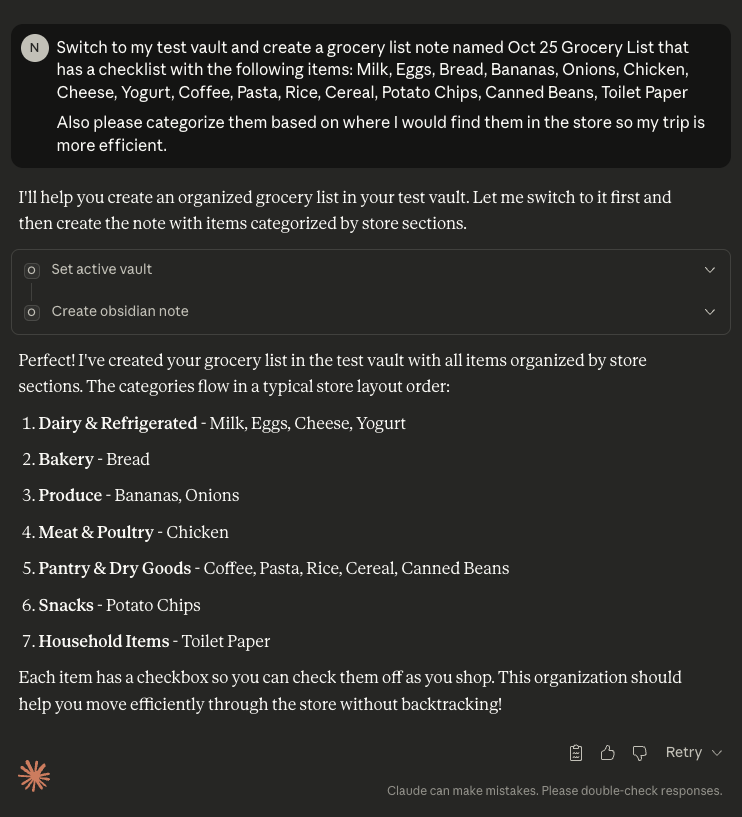 N
Switch to my test vault and create a grocery list note named Oct 25 Grocery List that
has a checklist with the following items: Milk, Eggs, Bread, Bananas, Onions, Chicken,
Cheese, Yogurt, Coffee, Pasta, Rice, Cereal, Potato Chips, Canned Beans, Toilet Paper
Also please categorize them based on where I would find them in the store so my trip is
more efficient.
I'll help you create an organized grocery list in your test vault. Let me switch to it first and
then create the note with items categorized by store sections.
O Set active vault
O Create obsidian note
Perfect! I've created your grocery list in the test vault with all items organized by store
sections. The categories flow in a typical store layout order:
1. Dairy & Refrigerated - Milk, Eggs, Cheese, Yogurt
2. Bakery - Bread
3. Produce - Bananas, Onions
4. Meat & Poultry - Chicken
5. Pantry & Dry Goods - Coffee, Pasta, Rice, Cereal, Canned Beans
6. Snacks - Potato Chips
7. Household Items - Toilet Paper
Each item has a checkbox so you can check them off as you shop. This organization should
help you move efficiently through the store without backtracking!
Retry
Claude can make mistakes. Please double-check responses.